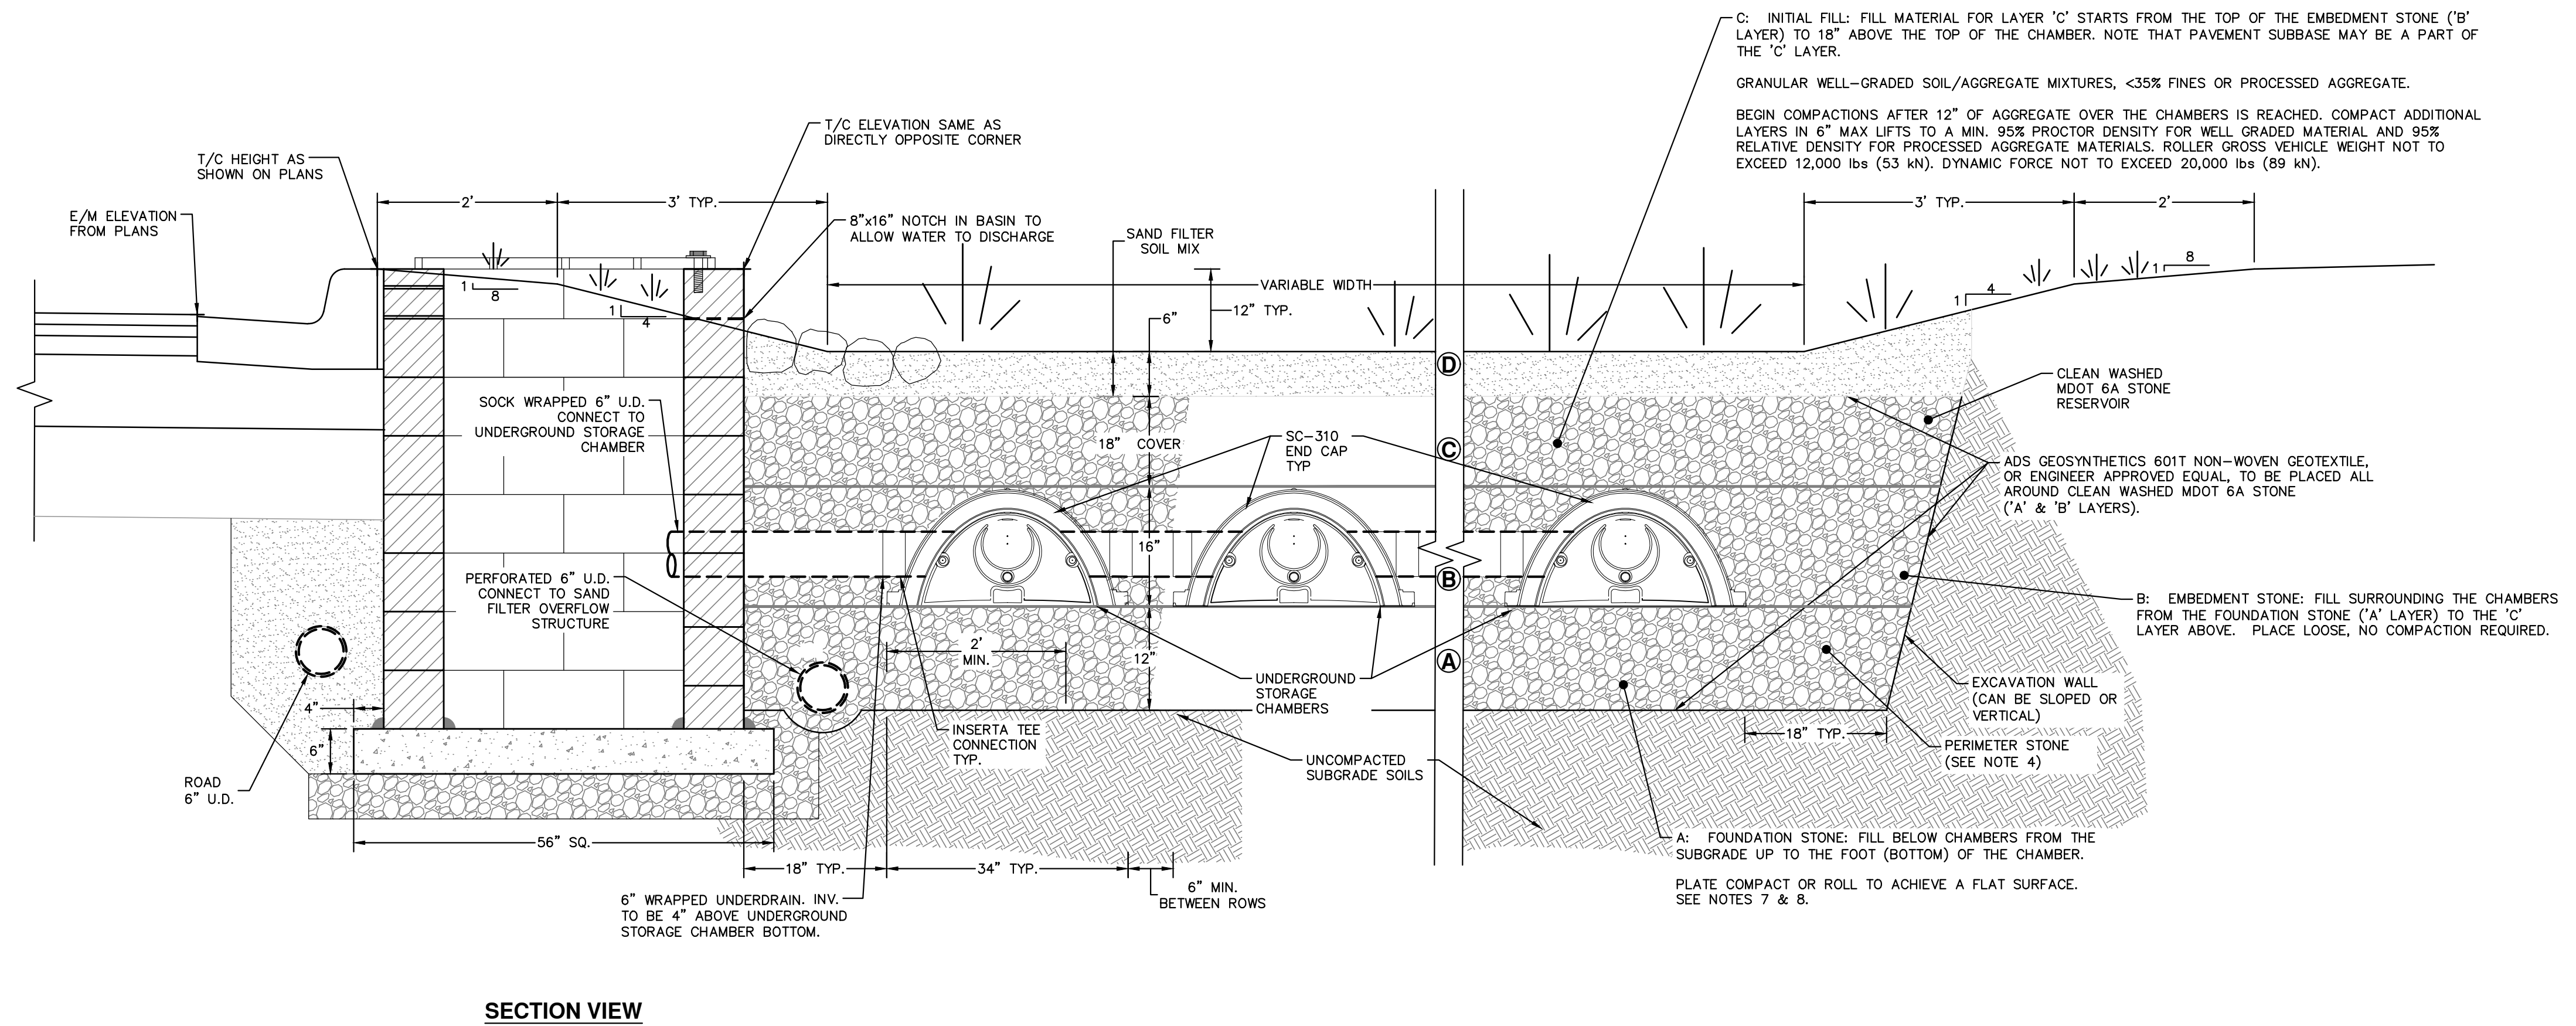 C: INITIAL FILL: FILL MATERIAL FOR LAYER 'C' STARTS FROM THE TOP OF THE EMBEDMENT STONE ('B'
LAYER) TO 18" ABOVE THE TOP OF THE CHAMBER. NOTE THAT PAVEMENT SUBBASE MAY BE A PART OF
THE 'C' LAYER.
GRANULAR WELL-GRADED SOIL/AGGREGATE MIXTURES, <35% FINES OR PROCESSED AGGREGATE.
BEGIN COMPACTIONS AFTER 12" OF AGGREGATE OVER THE CHAMBERS IS REACHED. COMPACT ADDITIONAL
LAYERS IN 6" MAX LIFTS TO A MIN. 95% PROCTOR DENSITY FOR WELL GRADED MATERIAL AND 95%
RELATIVE DENSITY FOR PROCESSED AGGREGATE MATERIALS. ROLLER GROSS VEHICLE WEIGHT NOT TO
EXCEED 12,000 lbs (53 kN). DYNAMIC FORCE NOT TO EXCEED 20,000 lbs (89 kN).
T/C ELEVATION SAME AS
DIRECTLY OPPOSITE CORNER
T/C HEIGHT AS
SHOWN ON PLANS
E/M ELEVATION
FROM PLANS
2'
3' TYP.
8"x16" NOTCH IN BASIN TO
ALLOW WATER TO DISCHARGE
SAND FILTER
SOIL MIX
3' TYP.
2'
1
8
1
4
VARIABLE WIDTH
12" TYP.
6"
1
4
1
8
D
CLEAN WASHED
MDOT 6A STONE
RESERVOIR
SOCK WRAPPED 6" U.D.
CONNECT TO
UNDERGROUND STORAGE
CHAMBER
18" COVER
SC-310
END CAP
TYP
C
ADS GEOSYNTHETICS 601T NON-WOVEN GEOTEXTILE,
OR ENGINEER APPROVED EQUAL, TO BE PLACED ALL
AROUND CLEAN WASHED MDOT 6A STONE
('A' & 'B' LAYERS).
16"
PERFORATED 6" U.D.
CONNECT TO SAND
FILTER OVERFLOW
STRUCTURE
B
B: EMBEDMENT STONE: FILL SURROUNDING THE CHAMBERS
FROM THE FOUNDATION STONE ('A' LAYER) TO THE 'C'
LAYER ABOVE. PLACE LOOSE, NO COMPACTION REQUIRED.
2'
MIN.
12"
A
UNDERGROUND
STORAGE
CHAMBERS
EXCAVATION WALL
(CAN BE SLOPED OR
VERTICAL)
4"
6"
INSERTA TEE
CONNECTION
TYP.
18" TYP.
PERIMETER STONE
(SEE NOTE 4)
UNCOMPACTED
SUBGRADE SOILS
ROAD
6" U.D.
56" SQ.
A: FOUNDATION STONE: FILL BELOW CHAMBERS FROM THE
SUBGRADE UP TO THE FOOT (BOTTOM) OF THE CHAMBER.
PLATE COMPACT OR ROLL TO ACHIEVE A FLAT SURFACE.
SEE NOTES 7 & 8.
18" TYP.
34" TYP.
6" MIN.
BETWEEN ROWS
6" WRAPPED UNDERDRAIN. INV.
TO BE 4" ABOVE UNDERGROUND
STORAGE CHAMBER BOTTOM.
SECTION VIEW